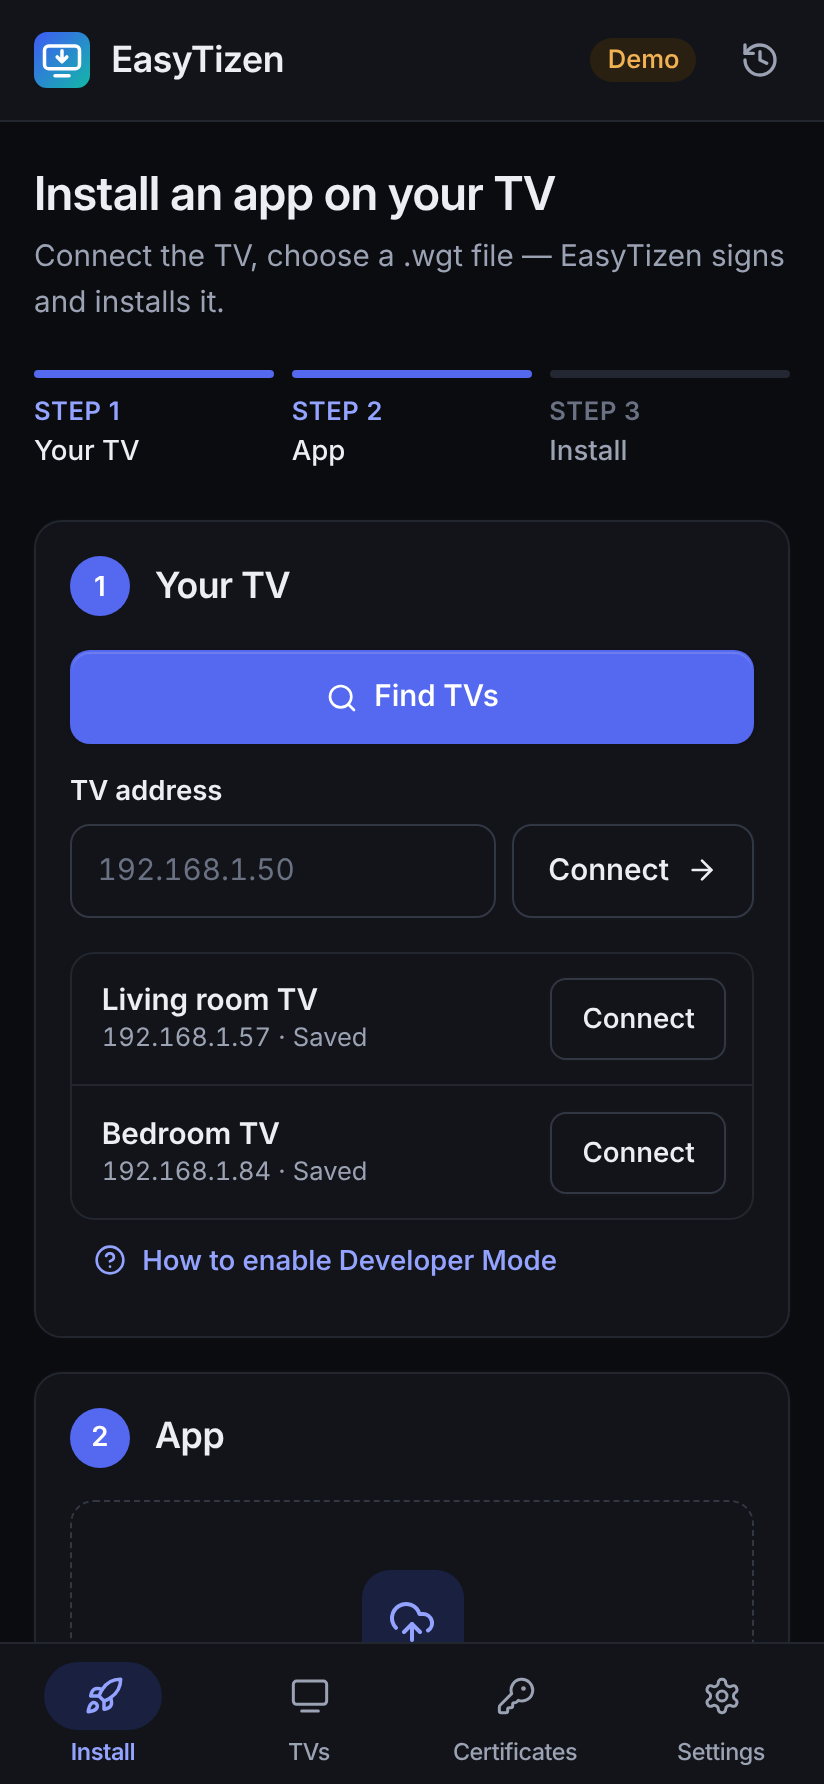 EasyTizen
Demo
Install an app on your TV
Connect the TV, choose a .wgt file — EasyTizen signs
and installs it.
STEP 1
Your TV
STEP 2
App
STEP 3
Install
1
Your TV
Find TVs
TV address
192.168.1.50
Connect →
Living room TV
192.168.1.57 · Saved
Connect
Bedroom TV
192.168.1.84 · Saved
Connect
How to enable Developer Mode
2
App
Install
TVs
Certificates
Settings